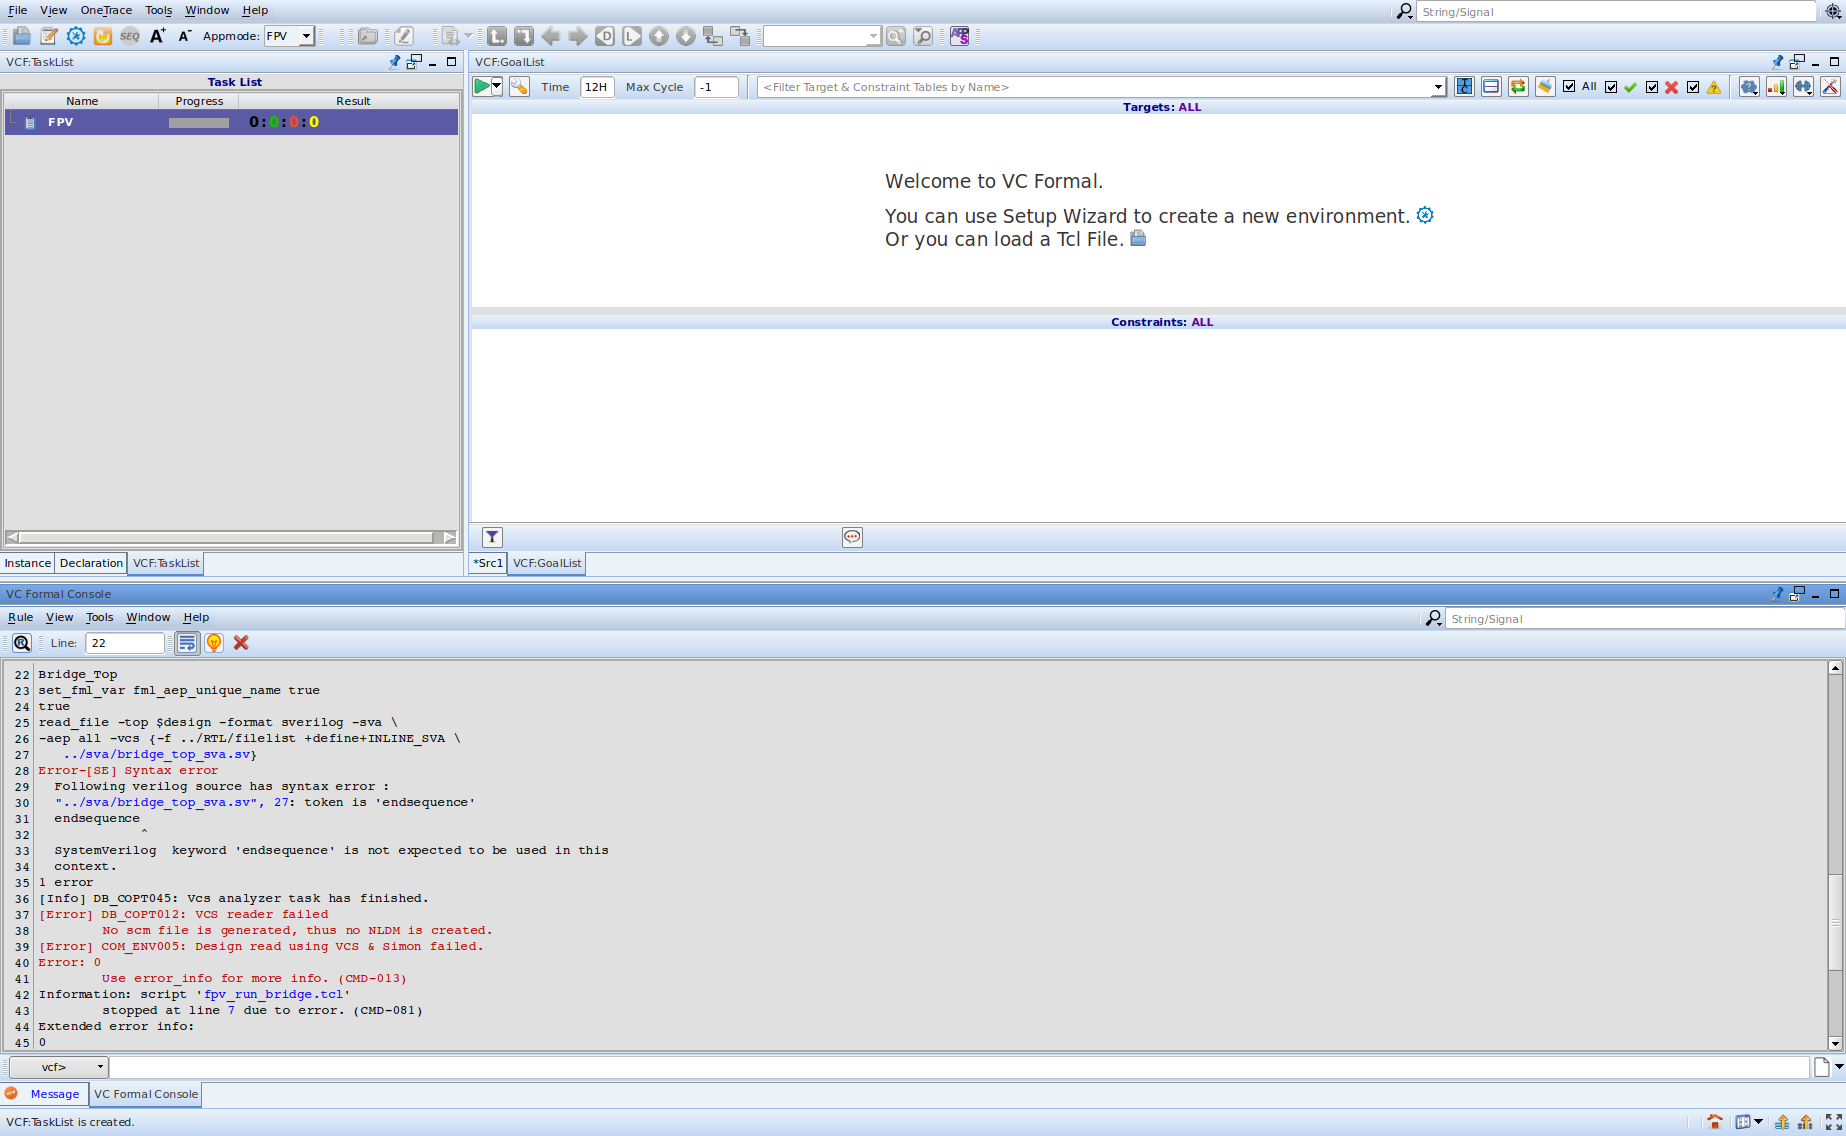 File View OneTrace Tools Window Help String/Signal
SEQ A+ A- Appmode: FPV
VCF:TaskList
Task List
Name Progress Result
FPV 0:0:0:0
Instance Declaration VCF:TaskList
VCF:GoalList
Time 12H Max Cycle -1 <Filter Target & Constraint Tables by Name> All
Targets: ALL
Welcome to VC Formal.
You can use Setup Wizard to create a new environment.
Or you can load a Tcl File.
Constraints: ALL
*Src1 VCF:GoalList
VC Formal Console
Rule View Tools Window Help String/Signal
Line: 22
22 Bridge_Top
23 set_fml_var fml_aep_unique_name true
24 true
25 read_file -top $design -format sverilog -sva \
26 -aep all -vcs {-f ../RTL/filelist +define+INLINE_SVA \
27 ../sva/bridge_top_sva.sv}
28 Error-[SE] Syntax error
29 Following verilog source has syntax error :
30 "../sva/bridge_top_sva.sv", 27: token is 'endsequence'
31 endsequence
32 ^
33 SystemVerilog keyword 'endsequence' is not expected to be used in this
34 context.
35 1 error
36 [Info] DB_COPT045: Vcs analyzer task has finished.
37 [Error] DB_COPT012: VCS reader failed
38 No scm file is generated, thus no NLDM is created.
39 [Error] COM_ENV005: Design read using VCS & Simon failed.
40 Error: 0
41 Use error_info for more info. (CMD-013)
42 Information: script 'fpv_run_bridge.tcl'
43 stopped at line 7 due to error. (CMD-081)
44 Extended error info:
45 0
vcf>
Message VC Formal Console
VCF:TaskList is created.